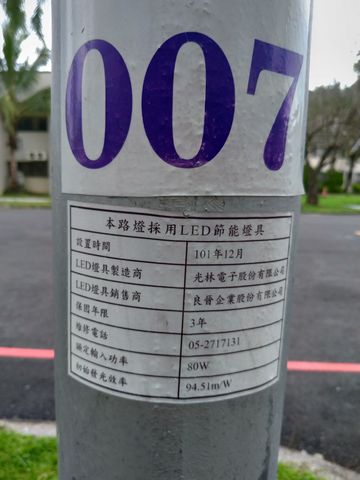 007
本路燈採用LED節能燈具
設置時間 101年12月
LED燈具製造商 光林電子股份有限公司
LED燈具銷售商 良晉企業股份有限公司
保固年限 3年
維修電話 05-2717131
額定輸入功率 80W
初始發光效率 94.51m/W